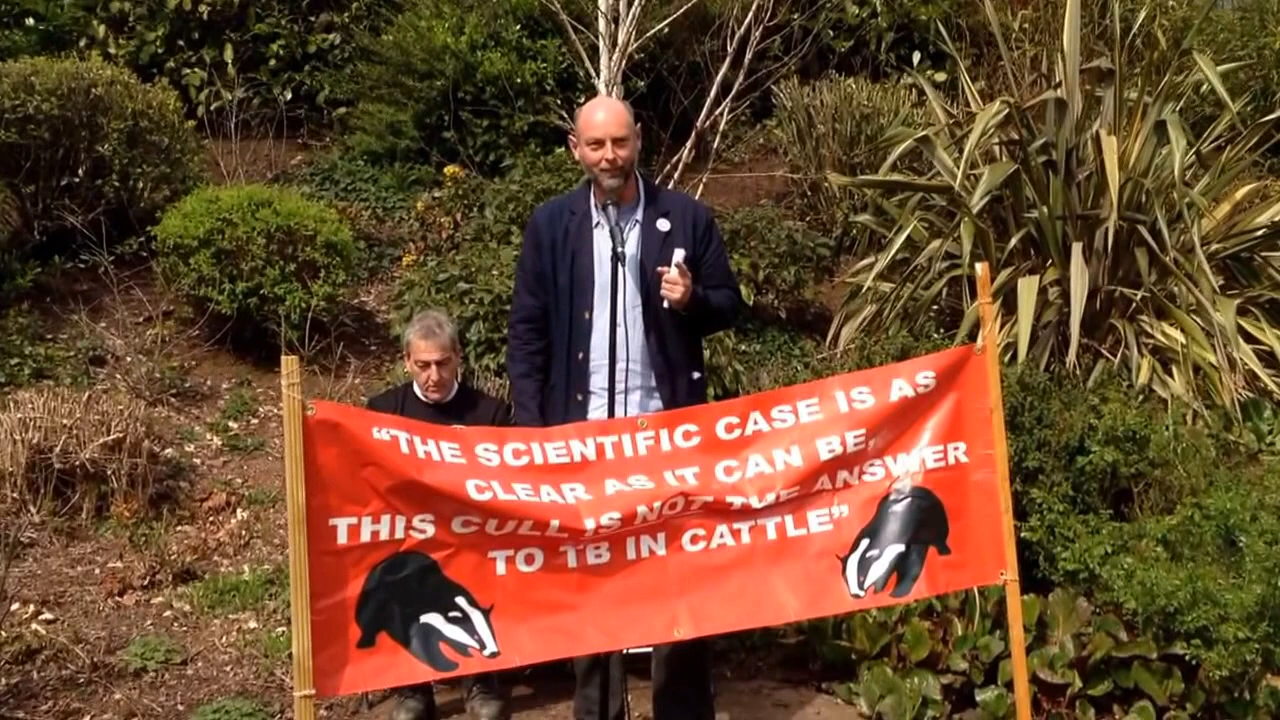 “THE SCIENTIFIC CASE IS AS
CLEAR AS IT CAN BE,
THIS CULL IS NOT THE ANSWER
TO TB IN CATTLE”